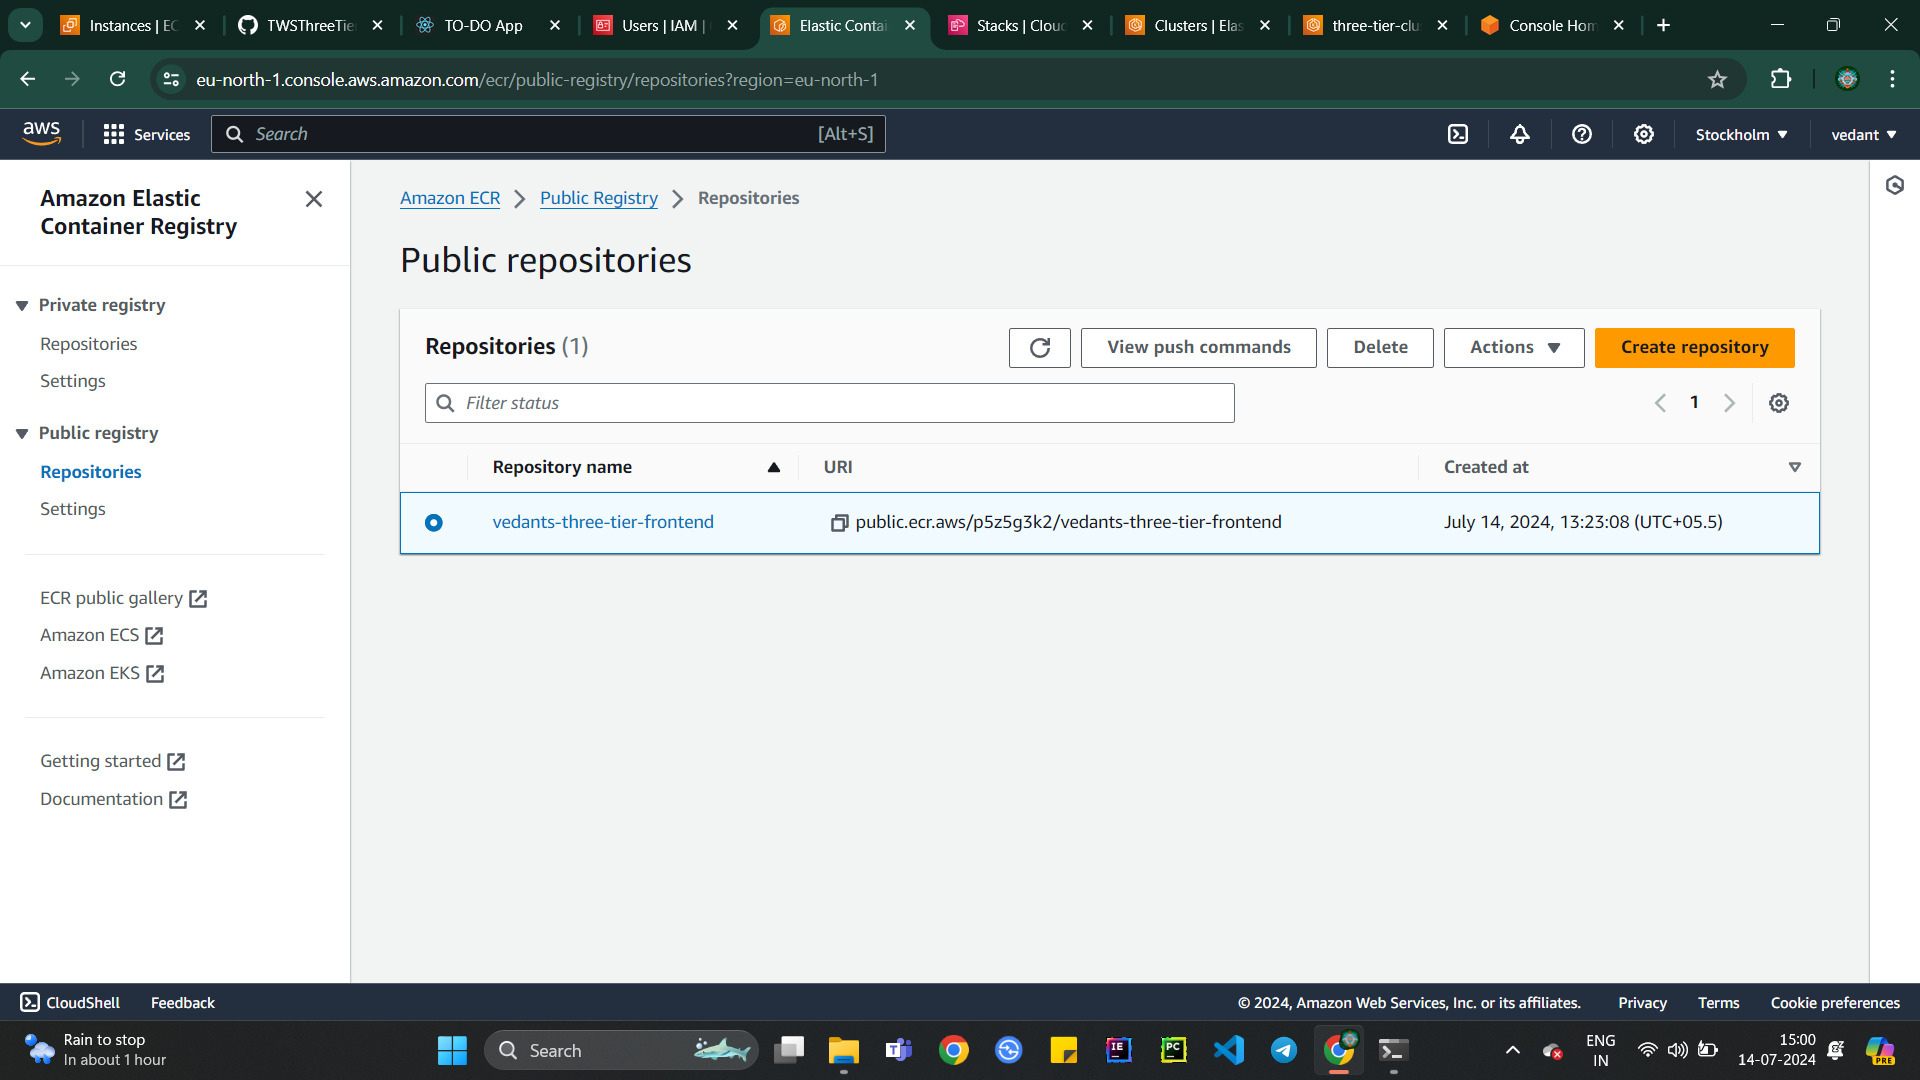 Instances | EC
TWSThreeTier
TO-DO App
Users | IAM |
Elastic Contai
Stacks | Cloud
Clusters | Elas
three-tier-clu
Console Hom
eu-north-1.console.aws.amazon.com/ecr/public-registry/repositories?region=eu-north-1
aws
Services
Search
[Alt+S]
Stockholm
vedant
Amazon Elastic
Container Registry
Private registry
Repositories
Settings
Public registry
Repositories
Settings
ECR public gallery
Amazon ECS
Amazon EKS
Getting started
Documentation
Amazon ECR
Public Registry
Repositories
Public repositories
Repositories (1)
View push commands
Delete
Actions
Create repository
Filter status
1
Repository name
URI
Created at
vedants-three-tier-frontend
public.ecr.aws/p5z5g3k2/vedants-three-tier-frontend
July 14, 2024, 13:23:08 (UTC+05.5)
CloudShell
Feedback
© 2024, Amazon Web Services, Inc. or its affiliates.
Privacy
Terms
Cookie preferences
Rain to stop
In about 1 hour
Search
ENG
IN
15:00
14-07-2024
PRE